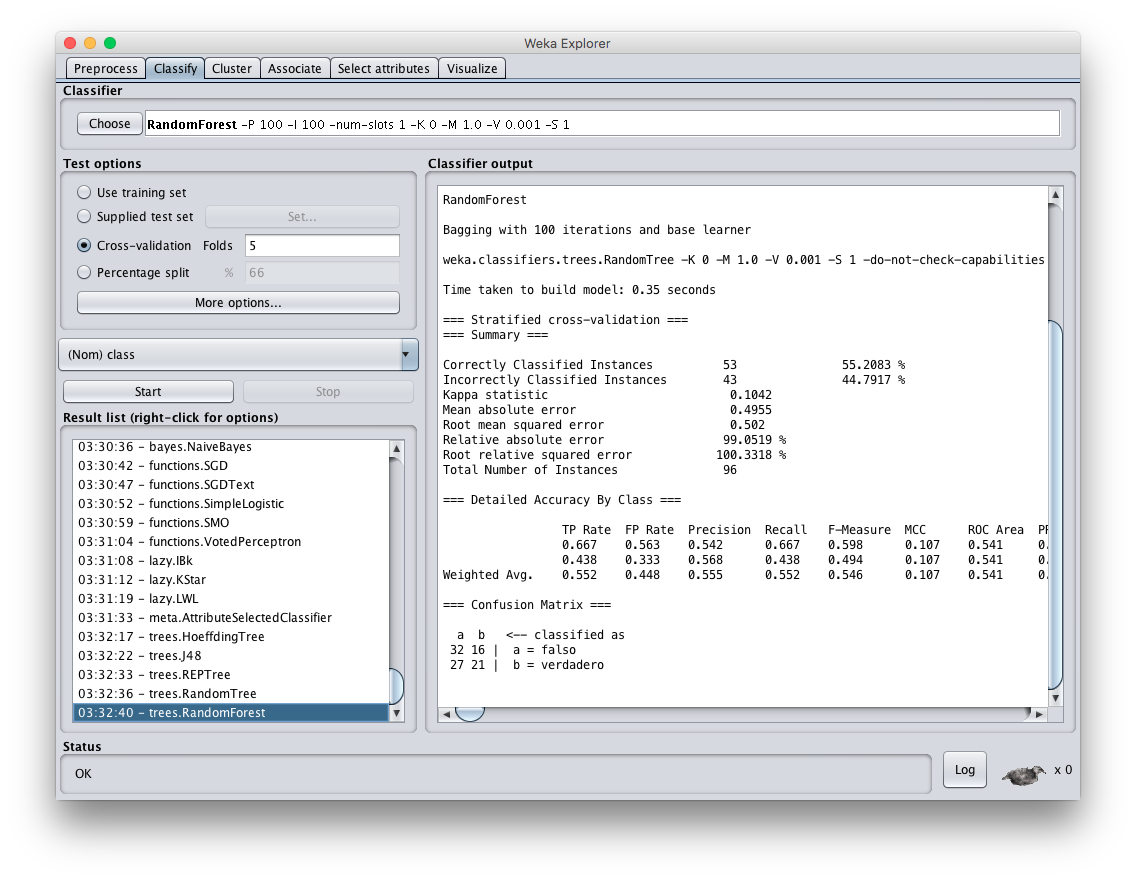 Weka Explorer
Preprocess Classify Cluster Associate Select attributes Visualize
Classifier
Choose RandomForest -P 100 -I 100 -num-slots 1 -K 0 -M 1.0 -V 0.001 -S 1
Test options
Use training set
Supplied test set Set...
Cross-validation Folds 5
Percentage split % 66
More options...
(Nom) class
Start Stop
Result list (right-click for options)
03:30:36 - bayes.NaiveBayes
03:30:42 - functions.SGD
03:30:47 - functions.SGDText
03:30:52 - functions.SimpleLogistic
03:30:59 - functions.SMO
03:31:04 - functions.VotedPerceptron
03:31:08 - lazy.IBk
03:31:12 - lazy.KStar
03:31:19 - lazy.LWL
03:31:33 - meta.AttributeSelectedClassifier
03:32:17 - trees.HoeffdingTree
03:32:22 - trees.J48
03:32:33 - trees.REPTree
03:32:36 - trees.RandomTree
03:32:40 - trees.RandomForest
Classifier output
RandomForest
Bagging with 100 iterations and base learner
weka.classifiers.trees.RandomTree -K 0 -M 1.0 -V 0.001 -S 1 -do-not-check-capabilities
Time taken to build model: 0.35 seconds
=== Stratified cross-validation ===
=== Summary ===
Correctly Classified Instances 53 55.2083 %
Incorrectly Classified Instances 43 44.7917 %
Kappa statistic 0.1042
Mean absolute error 0.4955
Root mean squared error 0.502
Relative absolute error 99.0519 %
Root relative squared error 100.3318 %
Total Number of Instances 96
=== Detailed Accuracy By Class ===
TP Rate FP Rate Precision Recall F-Measure MCC ROC Area
0.667 0.563 0.542 0.667 0.598 0.107 0.541
0.438 0.333 0.568 0.438 0.494 0.107 0.541
Weighted Avg. 0.552 0.448 0.555 0.552 0.546 0.107 0.541
=== Confusion Matrix ===
a b <-- classified as
32 16 | a = falso
27 21 | b = verdadero
Status
OK
Log x 0